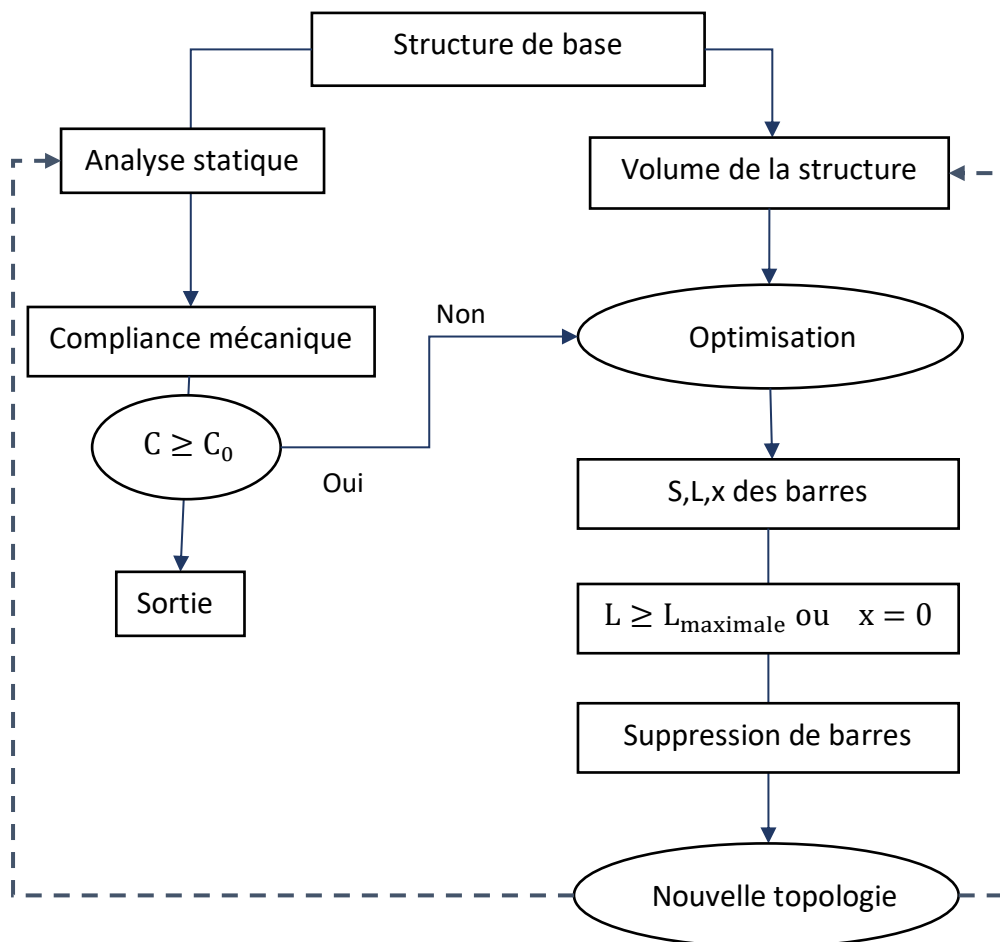 Structure de base
Analyse statique
Volume de la structure
Compliance mécanique
Non
Optimisation
C ≥ C₀
Oui
S,L,x des barres
Sortie
L ≥ Lmaximale ou x = 0
Suppression de barres
Nouvelle topologie